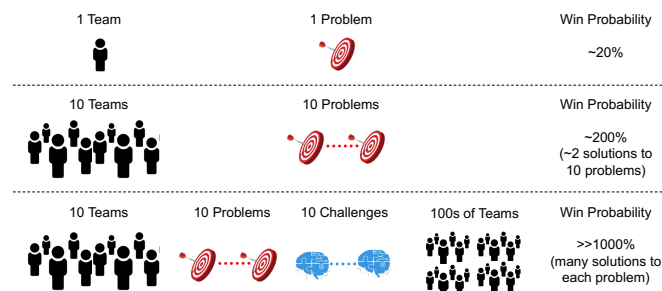 1 Team
1 Problem
Win Probability
~20%
10 Teams
10 Problems
Win Probability
~200%
(~2 solutions to
10 problems)
10 Teams
10 Problems
10 Challenges
100s of Teams
Win Probability
>>1000%
(many solutions to
each problem)